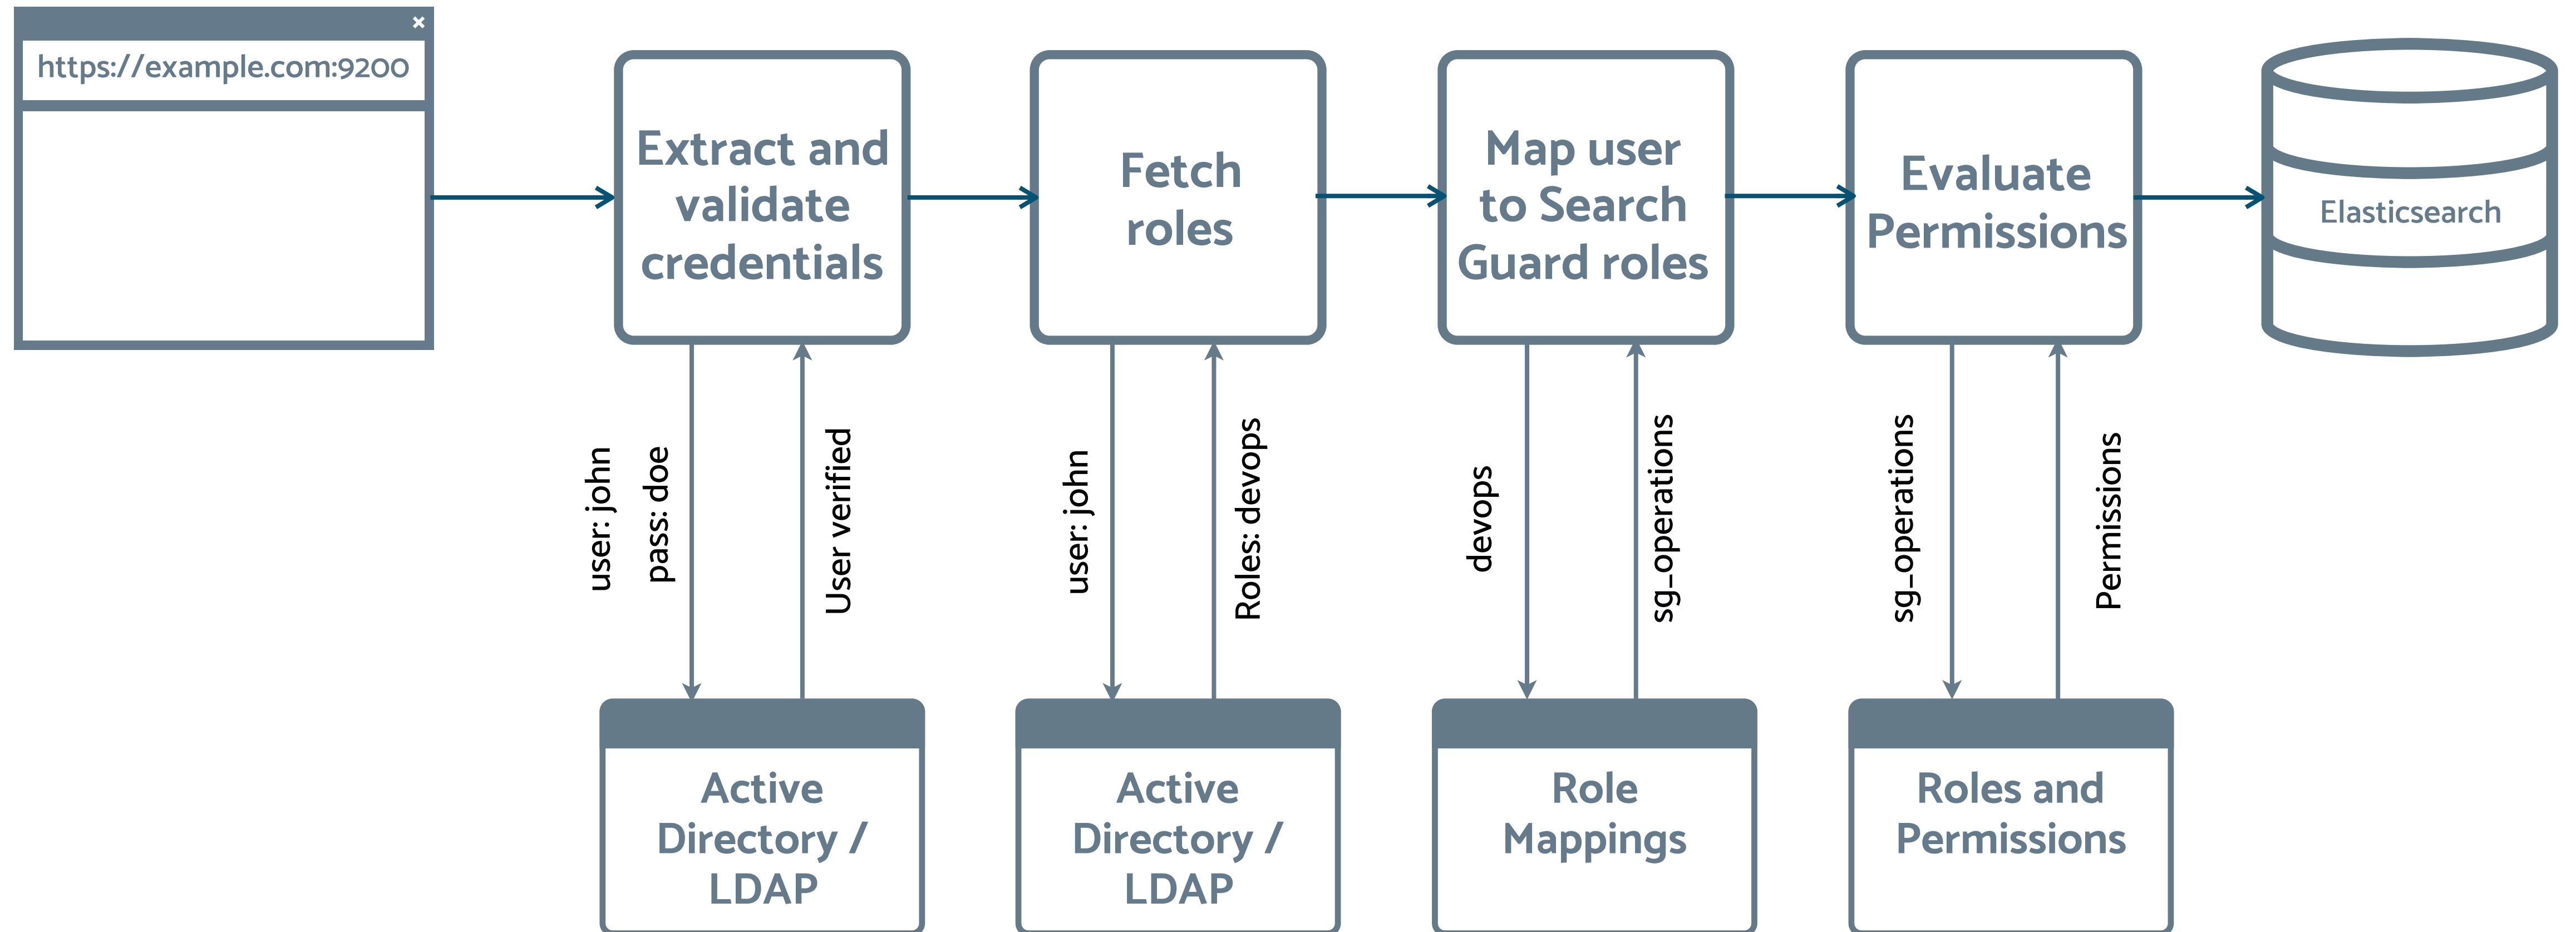 ×
https://example.com:9200
Extract and
validate
credentials
Fetch
roles
Map user
to Search
Guard roles
Evaluate
Permissions
Elasticsearch
user: john
pass: doe
User verified
user: john
Roles: devops
devops
sg_operations
sg_operations
Permissions
Active
Directory /
LDAP
Active
Directory /
LDAP
Role
Mappings
Roles and
Permissions